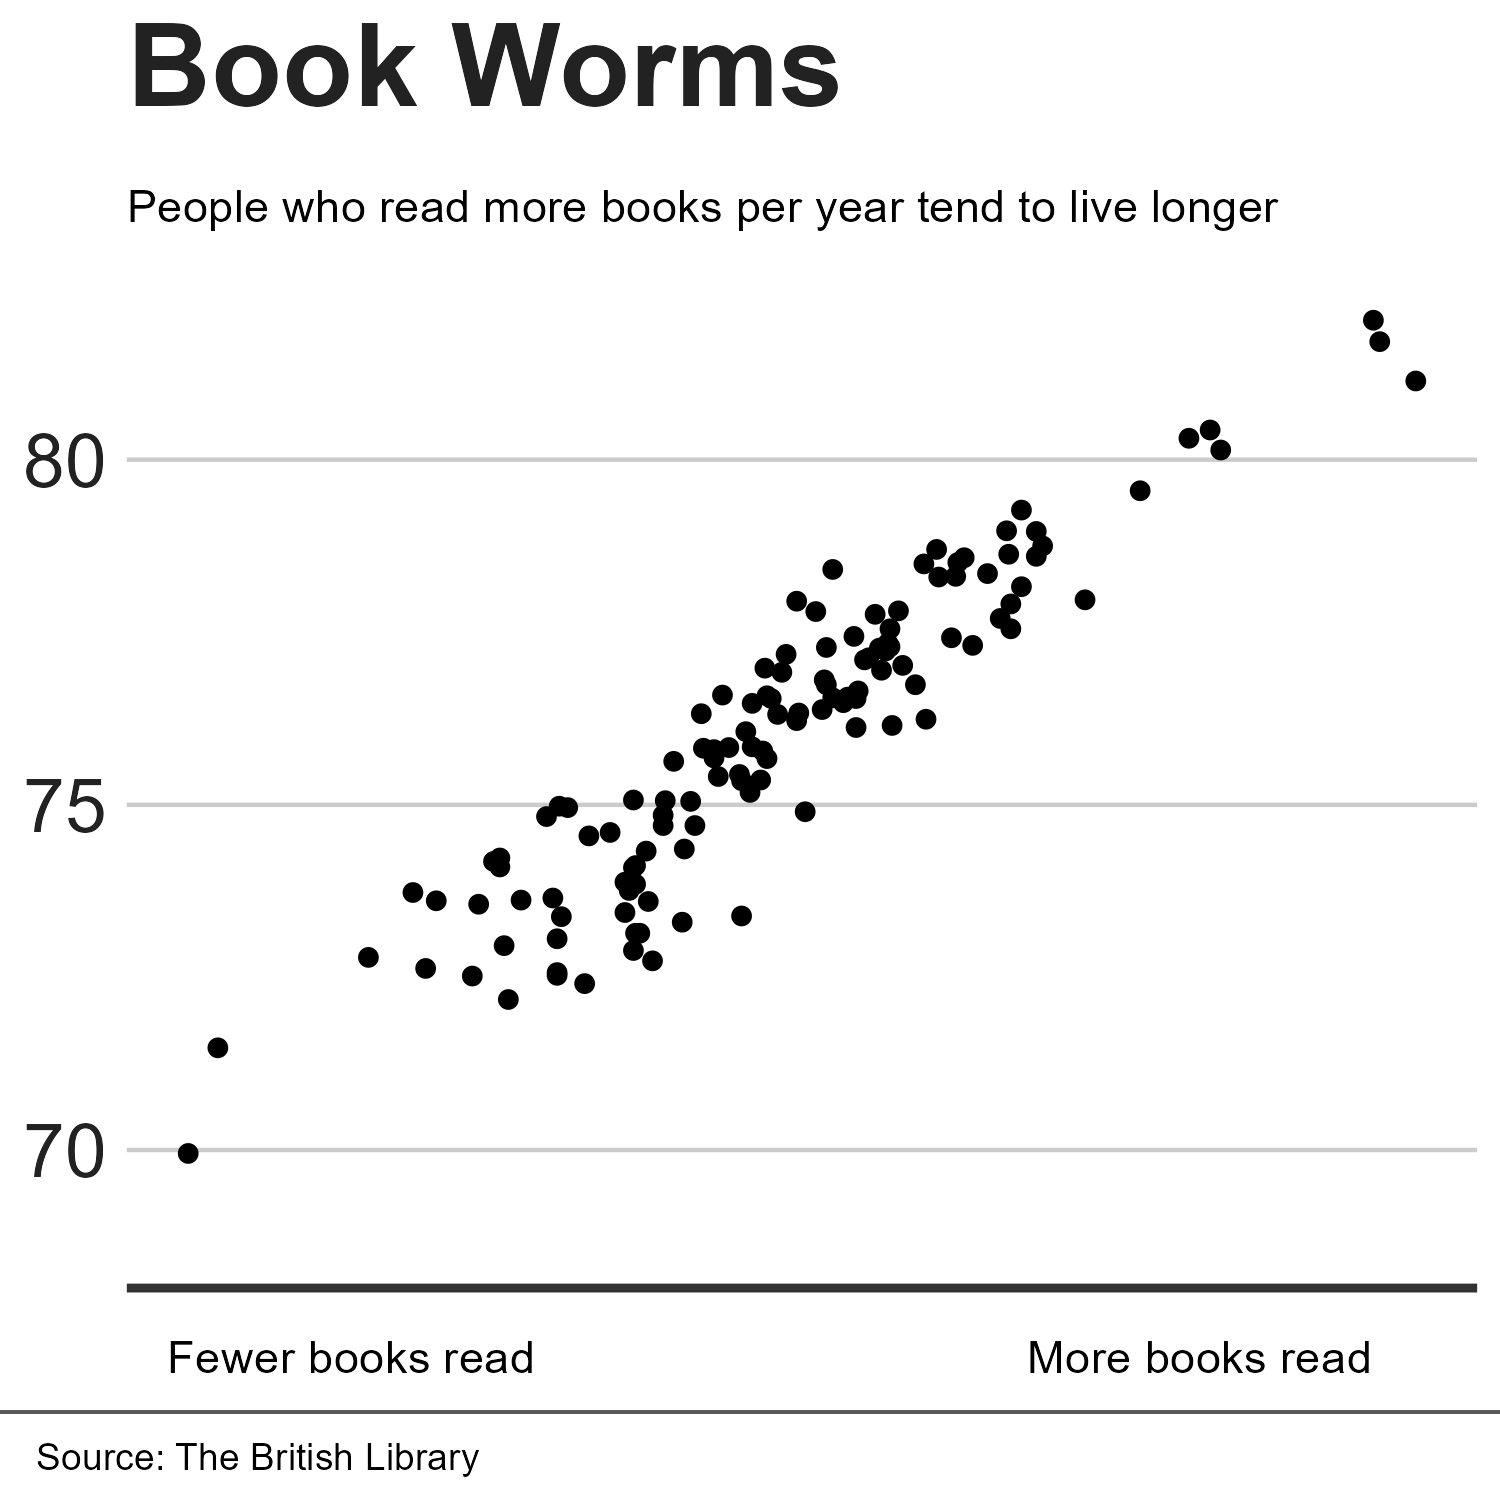 Book Worms
People who read more books per year tend to live longer
80
75
70
Fewer books read More books read
Source: The British Library